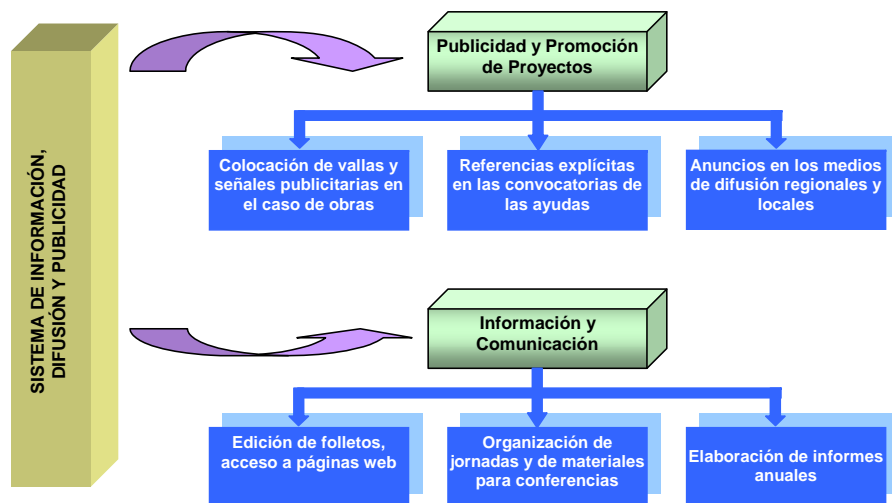 SISTEMA DE INFORMACIÓN,
DIFUSIÓN Y PUBLICIDAD
Publicidad y Promoción
de Proyectos
Colocación de vallas y
señales publicitarias en
el caso de obras
Referencias explícitas
en las convocatorias de
las ayudas
Anuncios en los medios
de difusión regionales y
locales
Información y
Comunicación
Edición de folletos,
acceso a páginas web
Organización de
jornadas y de materiales
para conferencias
Elaboración de informes
anuales